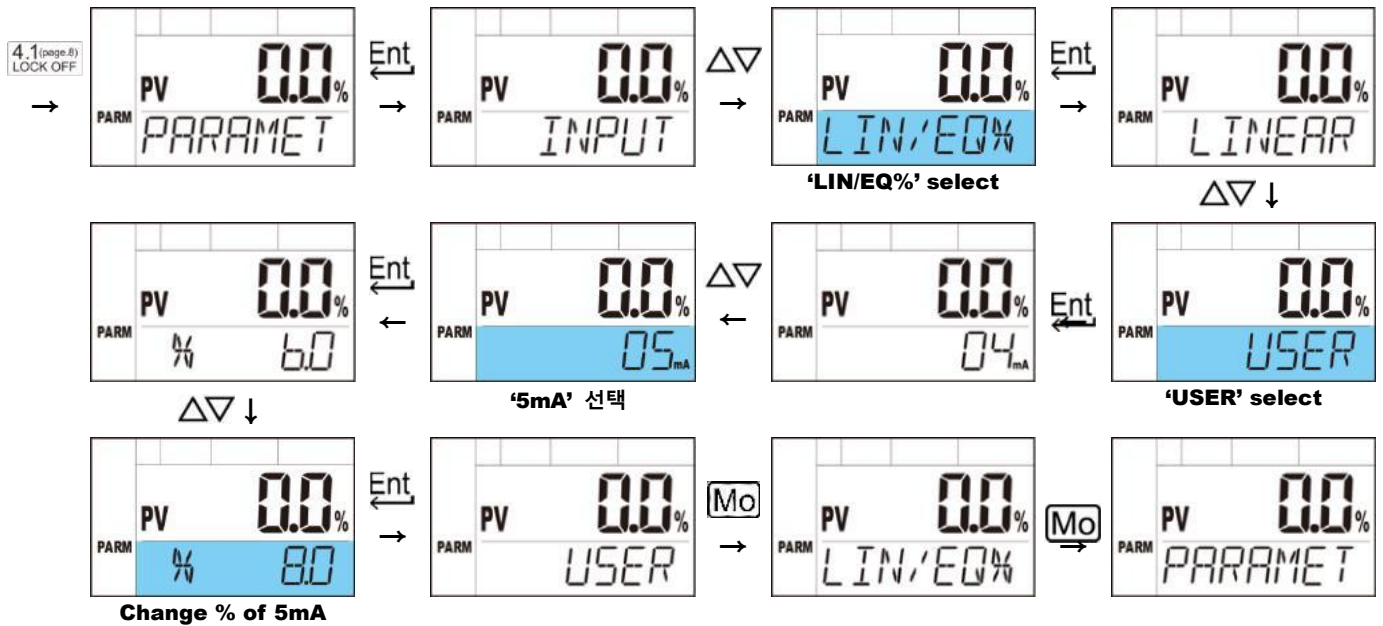 4.1(page.8)
LOCK OFF
→
PARM PV 0.0%
PARAMET
Ent
→
PARM PV 0.0%
INPUT
△▽
→
PARM PV 0.0%
LIN/EQ%
'LIN/EQ%' select
Ent
→
PARM PV 0.0%
LINEAR
△▽ ↓
PARM PV 0.0%
% 6.0
Ent
←
PARM PV 0.0%
05mA
'5mA' 선택
△▽
←
PARM PV 0.0%
04mA
Ent
←
PARM PV 0.0%
USER
'USER' select
△▽ ↓
PARM PV 0.0%
% 8.0
Change % of 5mA
Ent
→
PARM PV 0.0%
USER
Mo
→
PARM PV 0.0%
LIN/EQ%
Mo
→
PARM PV 0.0%
PARAMET